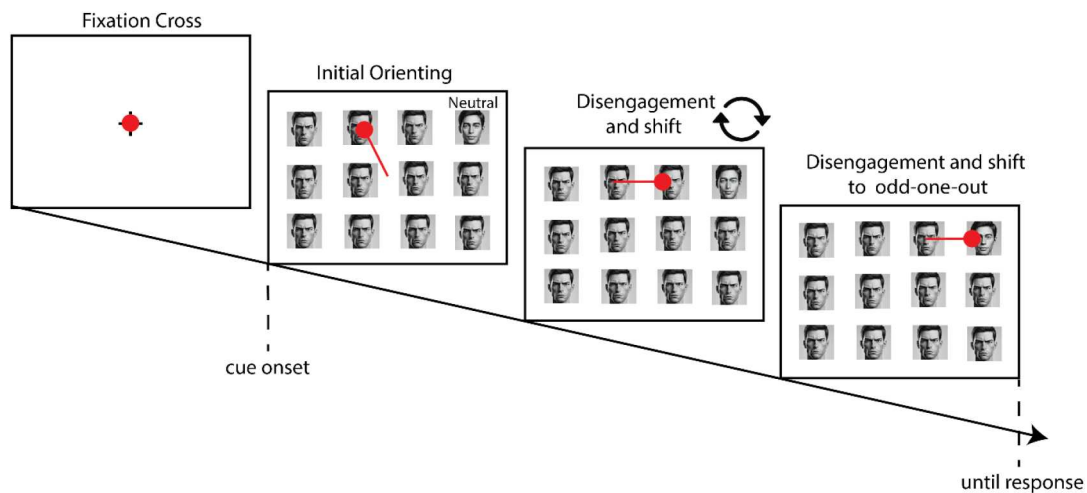 Fixation Cross
Initial Orienting
Neutral
Disengagement
and shift
Disengagement and shift
to odd-one-out
cue onset
until response